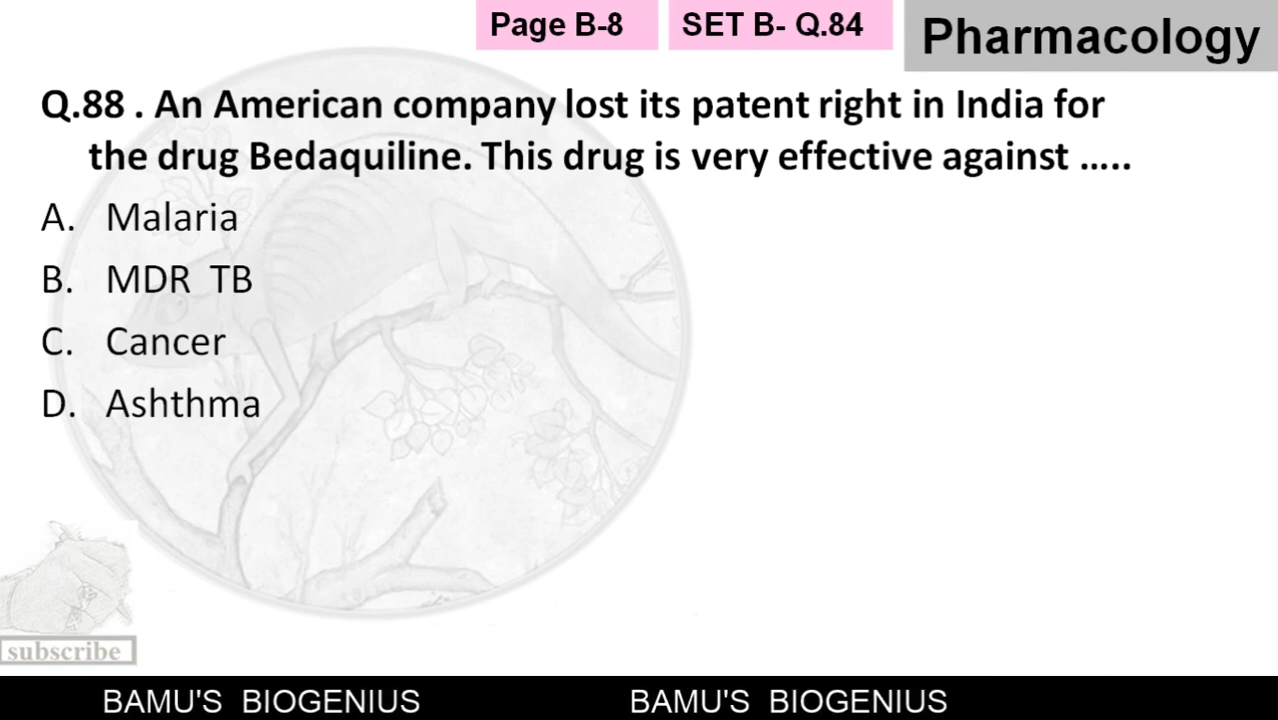 Page B-8 SET B- Q.84 Pharmacology
Q.88 . An American company lost its patent right in India for
the drug Bedaquiline. This drug is very effective against .....
A. Malaria
B. MDR TB
C. Cancer
D. Ashthma
subscribe
BAMU'S BIOGENIUS BAMU'S BIOGENIUS